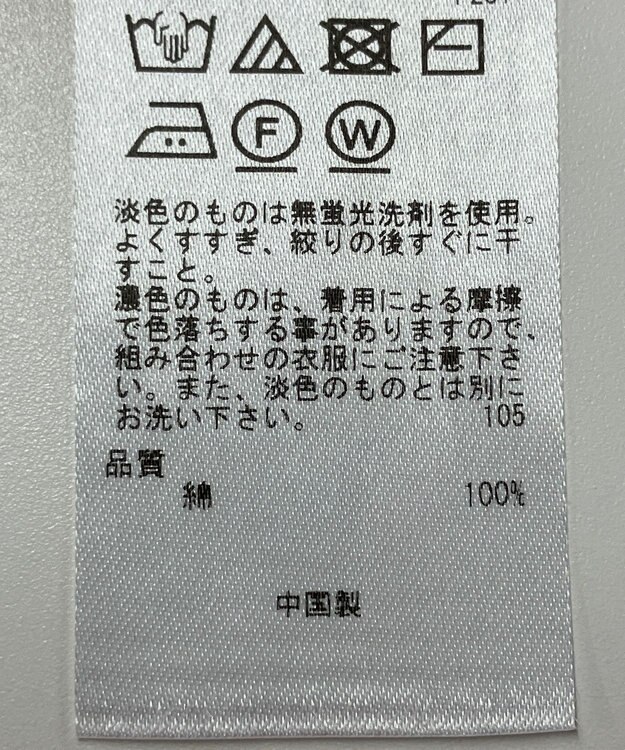 F
W
淡色のものは無蛍光洗剤を使用。
よくすすぎ、絞りの後すぐに干
すこと。
濃色のものは、着用による摩擦
で色落ちする事がありますので、
組み合わせの衣服にご注意下さ
い。また、淡色のものとは別に
お洗い下さい。 105
品質
綿 100%
中国製